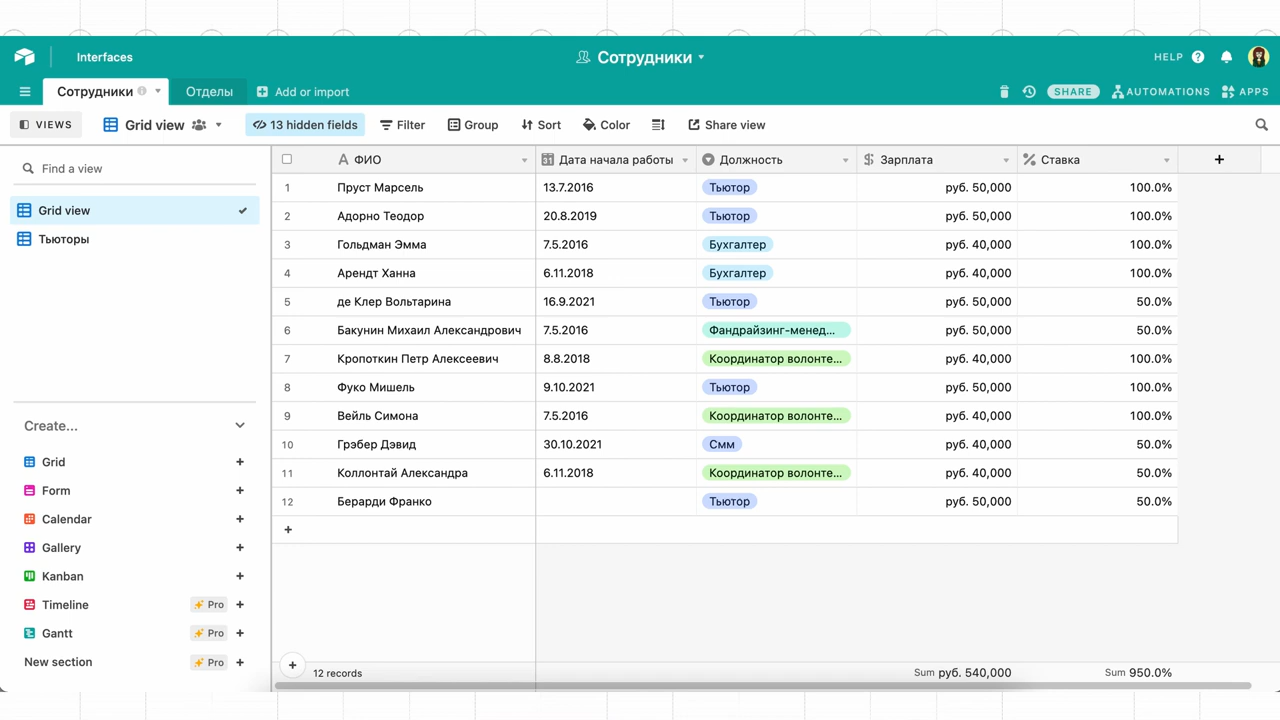 Interfaces
Сотрудники
HELP
Сотрудники
Отделы
Add or import
SHARE
AUTOMATIONS
APPS
VIEWS
Grid view
13 hidden fields
Filter
Group
Sort
Color
Share view
Find a view
Grid view
Тьюторы
Create...
Grid
Form
Calendar
Gallery
Kanban
Timeline Pro
Gantt Pro
New section Pro
ФИО Дата начала работы Должность Зарплата Ставка
1 Пруст Марсель 13.7.2016 Тьютор руб. 50,000 100.0%
2 Адорно Теодор 20.8.2019 Тьютор руб. 50,000 100.0%
3 Гольдман Эмма 7.5.2016 Бухгалтер руб. 40,000 100.0%
4 Арендт Ханна 6.11.2018 Бухгалтер руб. 40,000 100.0%
5 де Клер Вольтарина 16.9.2021 Тьютор руб. 50,000 50.0%
6 Бакунин Михаил Александрович 7.5.2016 Фандрайзинг-менед... руб. 50,000 50.0%
7 Кропоткин Петр Алексеевич 8.8.2018 Координатор волонте... руб. 40,000 100.0%
8 Фуко Мишель 9.10.2021 Тьютор руб. 50,000 100.0%
9 Вейль Симона 7.5.2016 Координатор волонте... руб. 40,000 100.0%
10 Грэбер Дэвид 30.10.2021 Смм руб. 40,000 50.0%
11 Коллонтай Александра 6.11.2018 Координатор волонте... руб. 40,000 50.0%
12 Берарди Франко Тьютор руб. 50,000 50.0%
12 records Sum руб. 540,000 Sum 950.0%